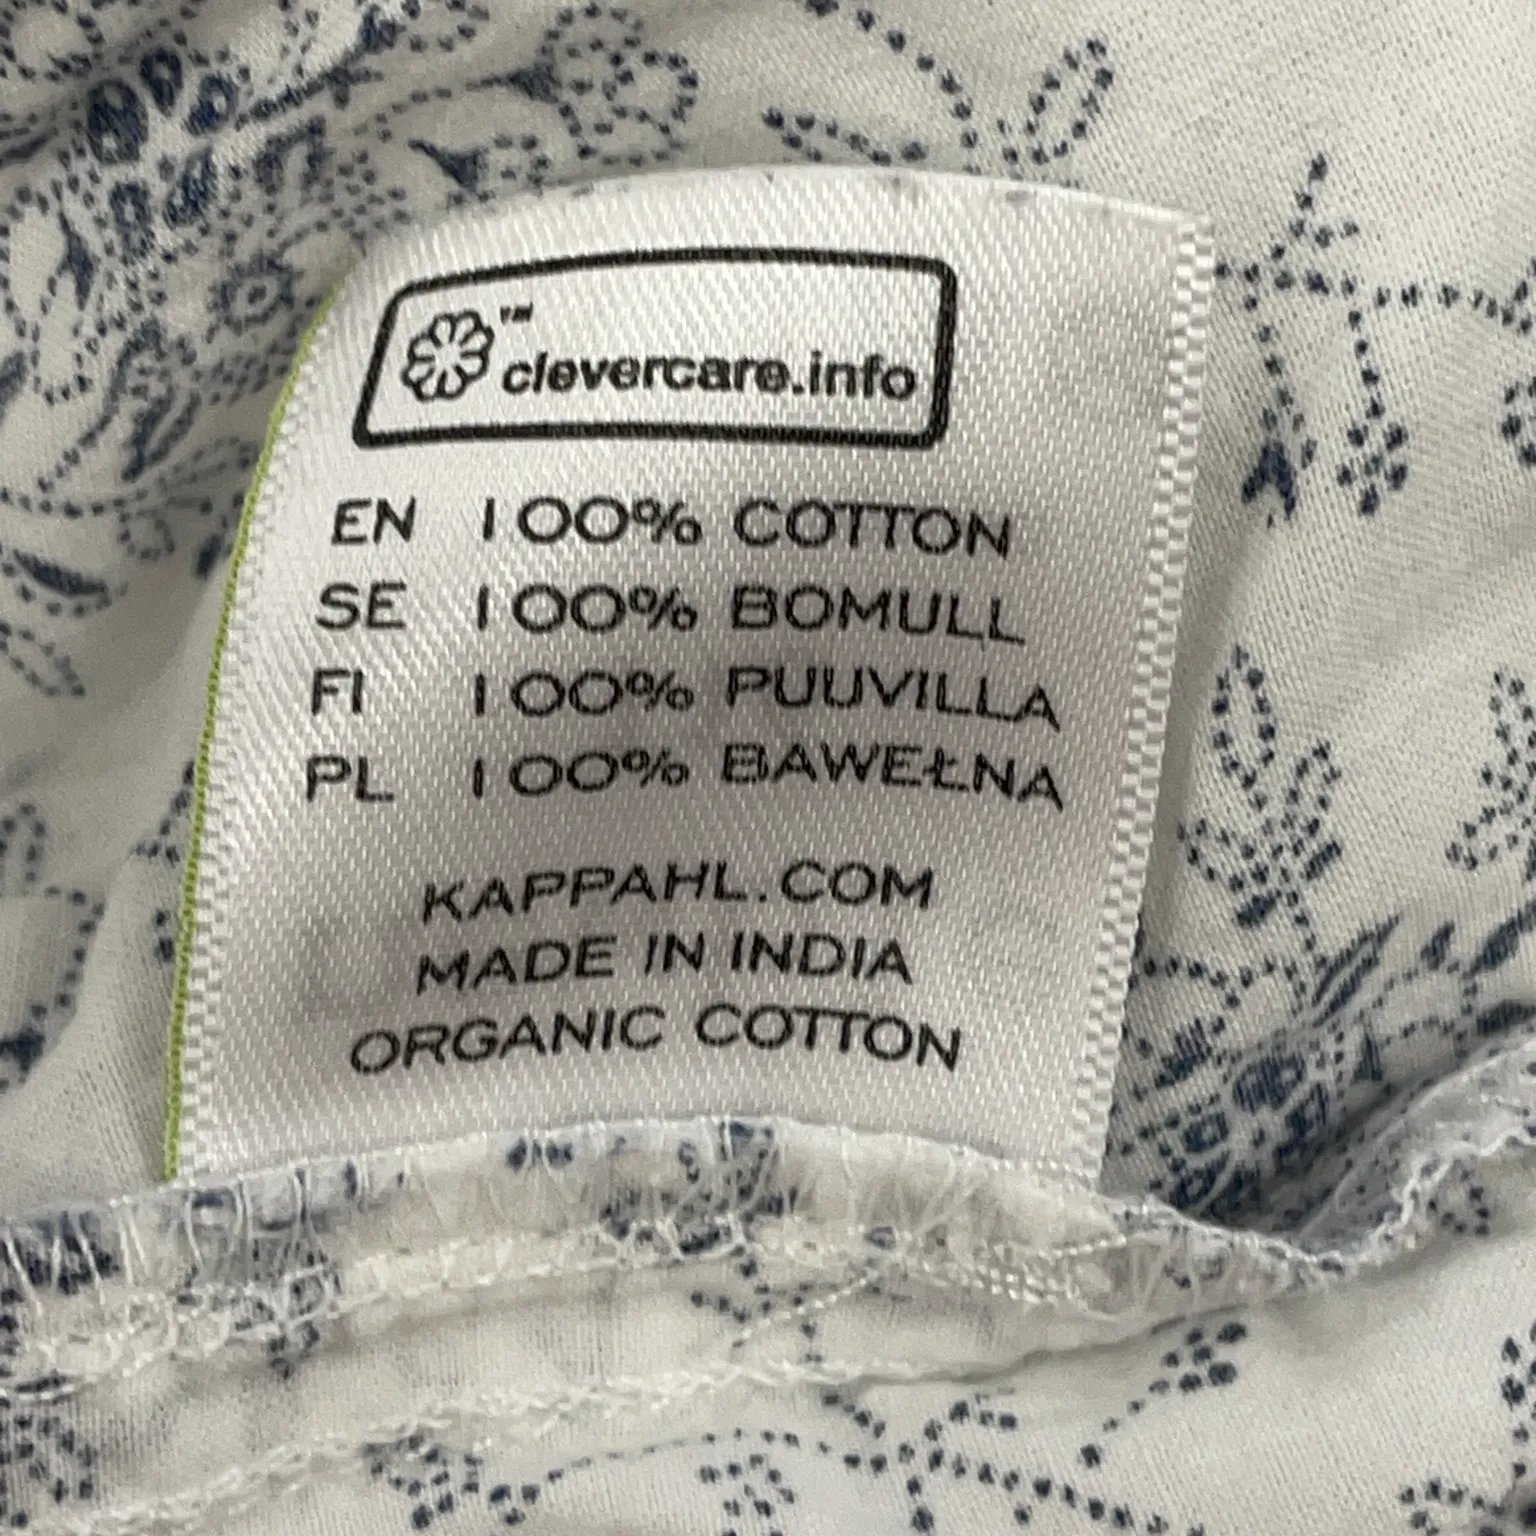 ™
clevercare.info
EN 100% COTTON
SE 100% BOMULL
FI 100% PUUVILLA
PL 100% BAWEŁNA
KAPPAHL.COM
MADE IN INDIA
ORGANIC COTTON